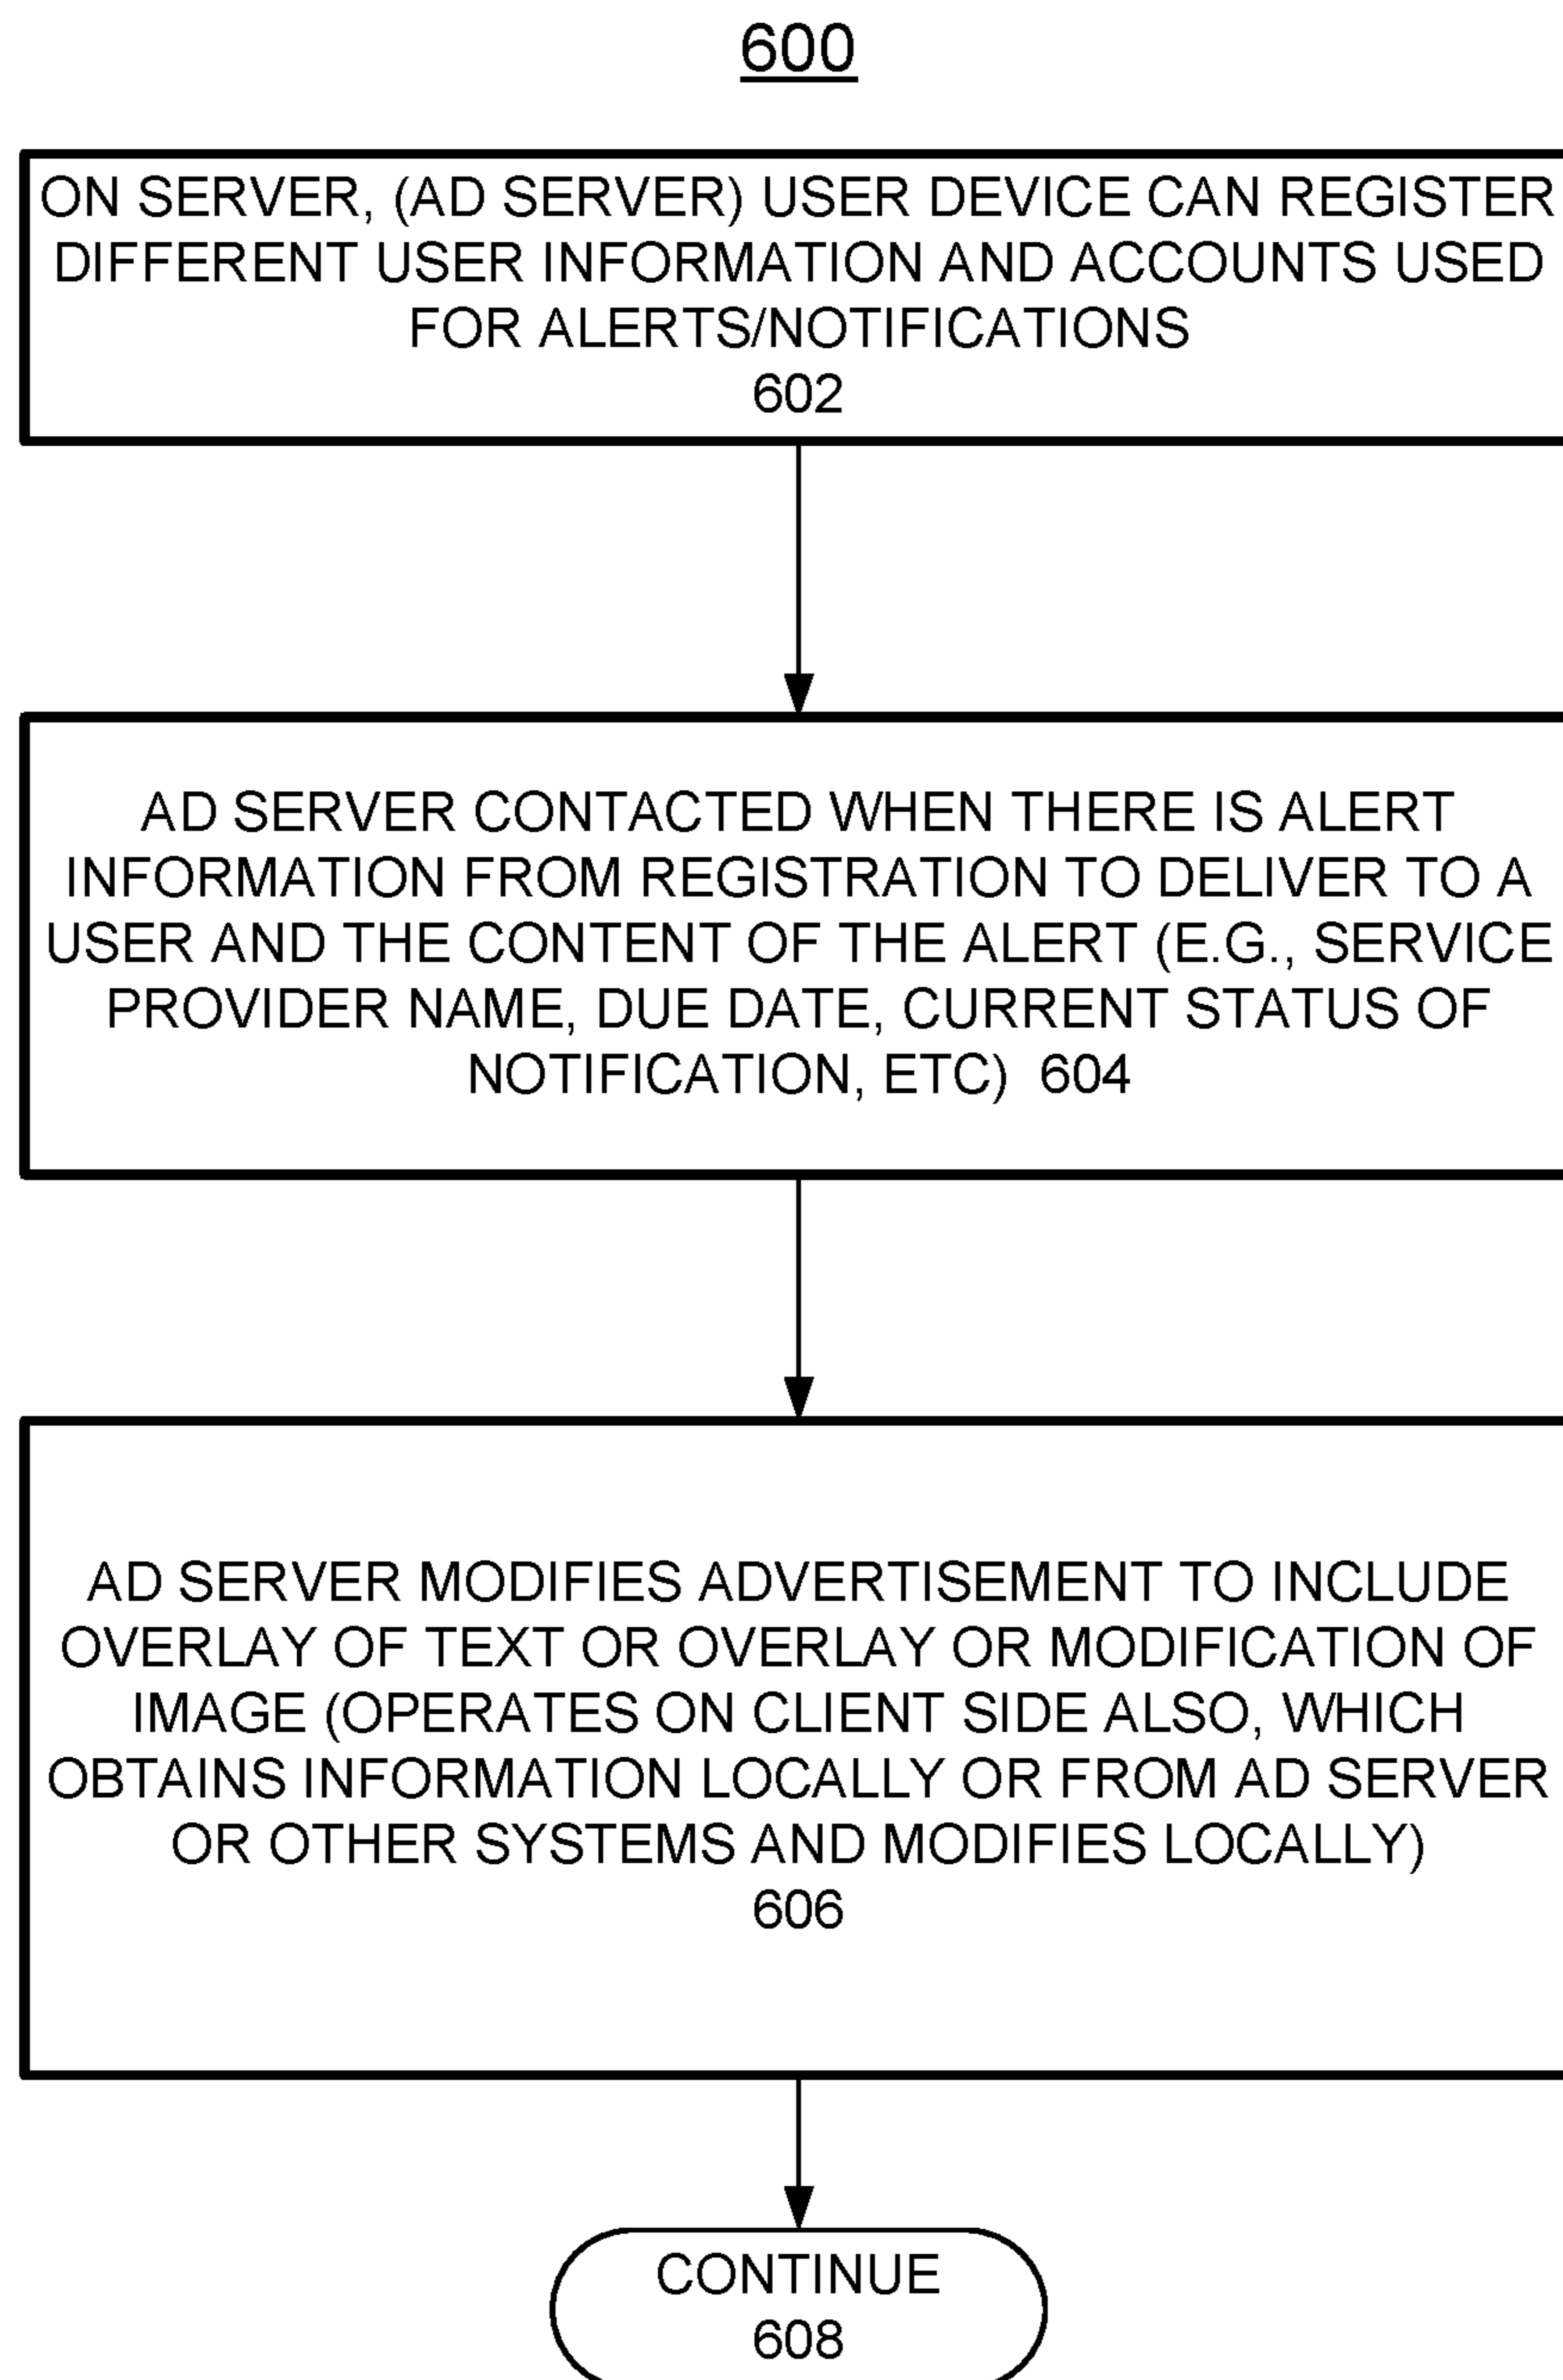 600
ON SERVER, (AD SERVER) USER DEVICE CAN REGISTER
DIFFERENT USER INFORMATION AND ACCOUNTS USED
FOR ALERTS/NOTIFICATIONS
602
AD SERVER CONTACTED WHEN THERE IS ALERT
INFORMATION FROM REGISTRATION TO DELIVER TO A
USER AND THE CONTENT OF THE ALERT (E.G., SERVICE
PROVIDER NAME, DUE DATE, CURRENT STATUS OF
NOTIFICATION, ETC) 604
AD SERVER MODIFIES ADVERTISEMENT TO INCLUDE
OVERLAY OF TEXT OR OVERLAY OR MODIFICATION OF
IMAGE (OPERATES ON CLIENT SIDE ALSO, WHICH
OBTAINS INFORMATION LOCALLY OR FROM AD SERVER
OR OTHER SYSTEMS AND MODIFIES LOCALLY)
606
CONTINUE
608